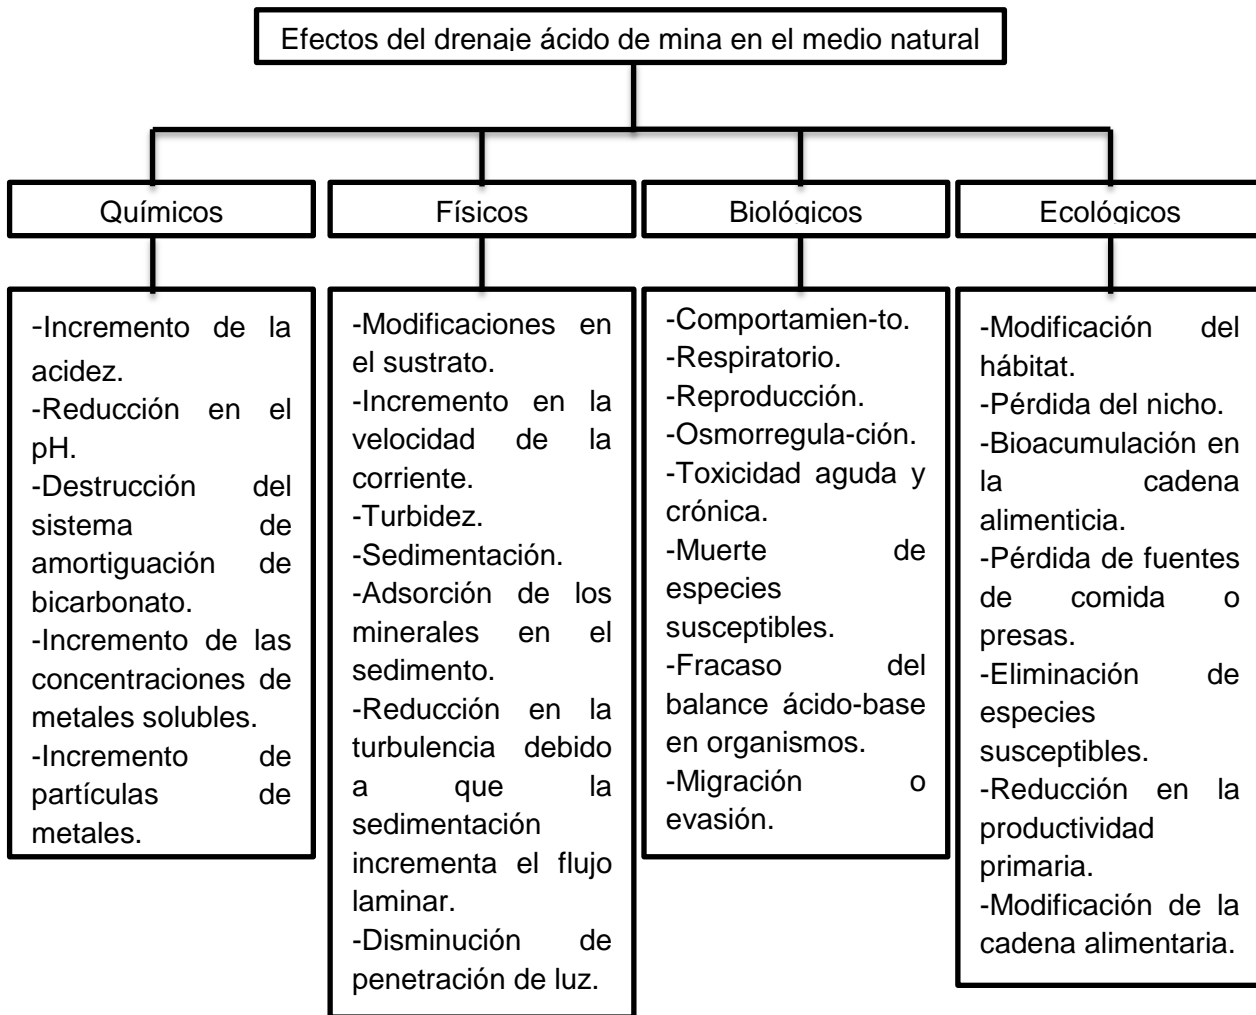 Efectos del drenaje ácido de mina en el medio natural
Químicos
Físicos
Biológicos
Ecológicos
-Incremento de la
acidez.
-Reducción en el
pH.
-Destrucción del
sistema de
amortiguación de
bicarbonato.
-Incremento de las
concentraciones de
metales solubles.
-Incremento de
partículas de
metales.
-Modificaciones en
el sustrato.
-Incremento en la
velocidad de la
corriente.
-Turbidez.
-Sedimentación.
-Adsorción de los
minerales en el
sedimento.
-Reducción en la
turbulencia debido
a que la
sedimentación
incrementa el flujo
laminar.
-Disminución de
penetración de luz.
-Comportamien-to.
-Respiratorio.
-Reproducción.
-Osmorregula-ción.
-Toxicidad aguda y
crónica.
-Muerte de
especies
susceptibles.
-Fracaso del
balance ácido-base
en organismos.
-Migración o
evasión.
-Modificación del
hábitat.
-Pérdida del nicho.
-Bioacumulación en
la cadena
alimenticia.
-Pérdida de fuentes
de comida o
presas.
-Eliminación de
especies
susceptibles.
-Reducción en la
productividad
primaria.
-Modificación de la
cadena alimentaria.